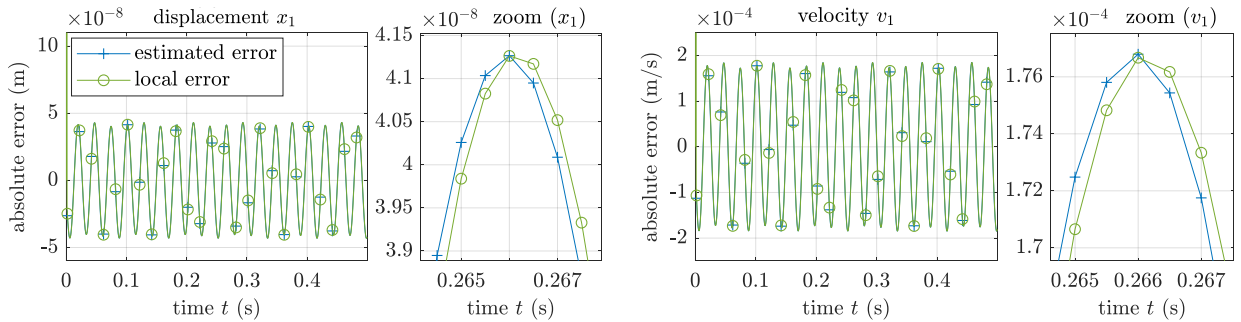 ×10⁻⁸ displacement x₁
absolute error (m)
10
5
0
-5
estimated error
local error
0 0.1 0.2 0.3 0.4
time t (s)
×10⁻⁸ zoom (x₁)
4.15
4.1
4.05
4
3.95
3.9
0.265 0.267
time t (s)
×10⁻⁴ velocity v₁
absolute error (m/s)
2
1
0
-1
-2
0 0.1 0.2 0.3 0.4
time t (s)
×10⁻⁴ zoom (v₁)
1.76
1.74
1.72
1.7
0.265 0.266 0.267
time t (s)